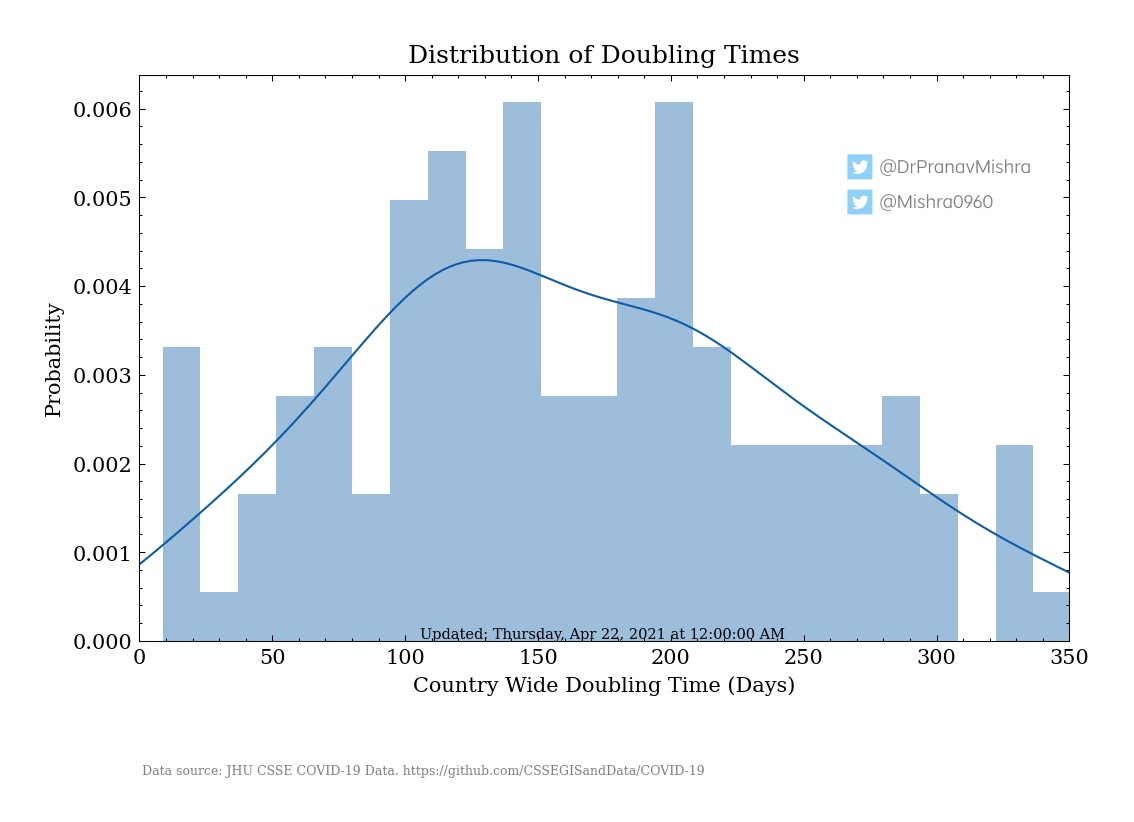 Distribution of Doubling Times
0.006
0.005
0.004
0.003
0.002
0.001
0.000
Probability
@DrPranavMishra
@Mishra0960
Updated; Thursday, Apr 22, 2021 at 12:00:00 AM
0 50 100 150 200 250 300 350
Country Wide Doubling Time (Days)
Data source: JHU CSSE COVID-19 Data. https://github.com/CSSEGISandData/COVID-19